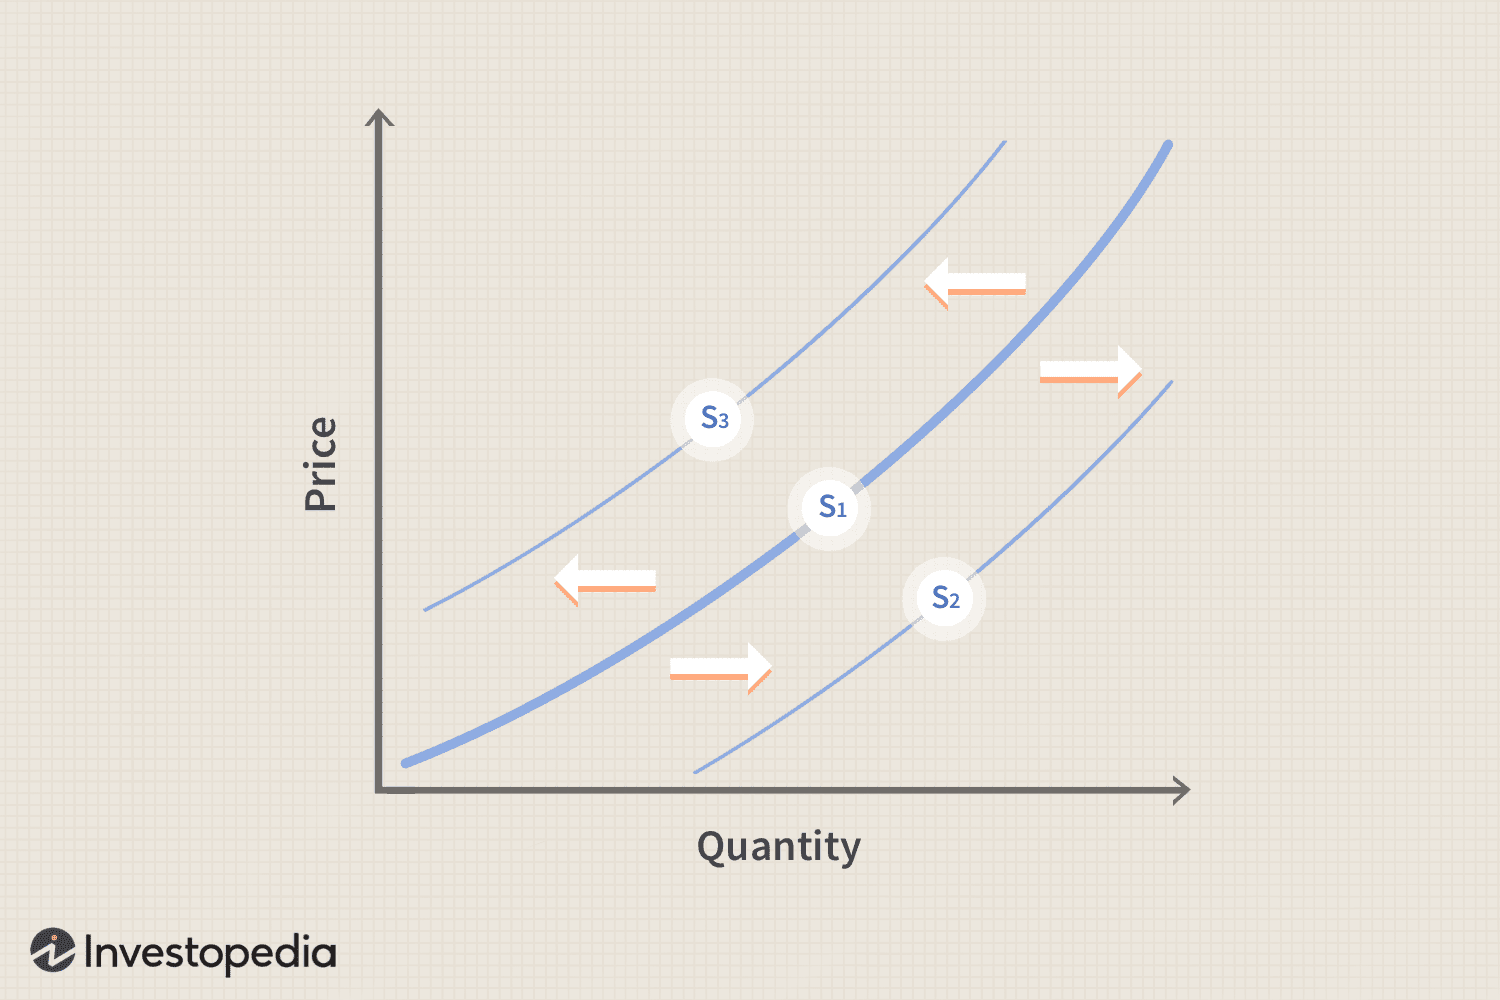 S3
S1
S2
Price
Quantity
Investopedia